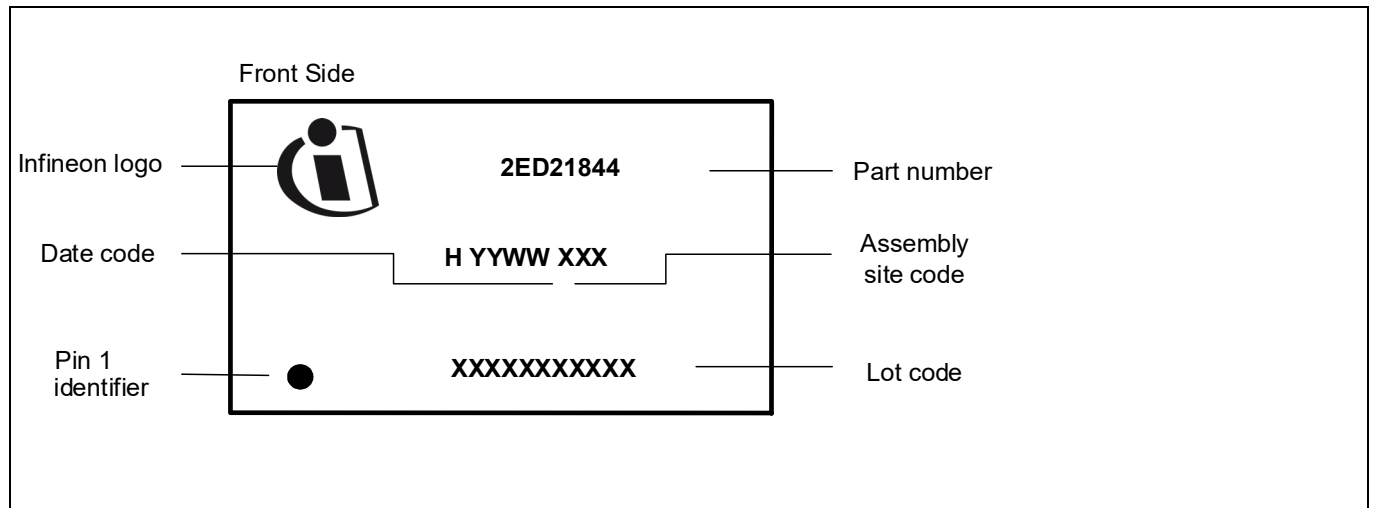 Front Side
Infineon logo
2ED21844
Part number
Date code
H YYWW XXX
Assembly
site code
Pin 1
identifier
XXXXXXXXXXX
Lot code